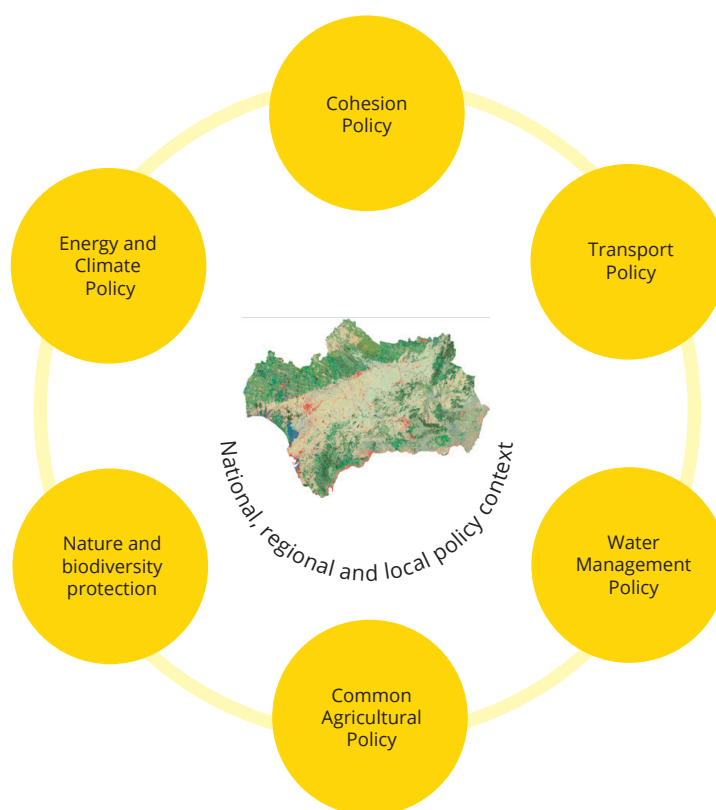 Cohesion
Policy
Energy and
Climate
Policy
Transport
Policy
National, regional and local policy context
Nature and
biodiversity
protection
Water
Management
Policy
Common
Agricultural
Policy